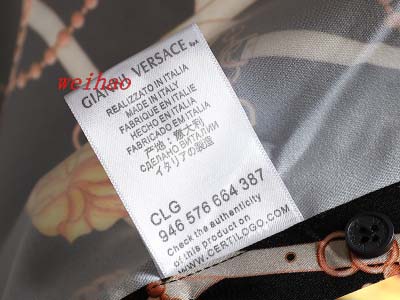 weihao
GIANNI VERSACE S.p.A.
REALIZZATO IN ITALIA
MADE IN ITALY
FABRIQUE EN ITALIE
HECHO EN ITALIA
FABRICADO EM ITALIA
产地：意大利
СДЕЛАНО ВИТАЛИИ
イタリアの製造
CLG
946 576 664 387
Check the authenticity
of this product on
WWW.CERTILOGO.COM